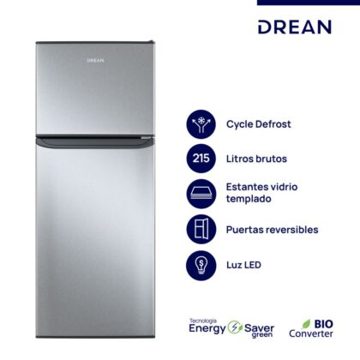 DREAN
DREAN
Cycle Defrost
215
Litros brutos
Estantes vidrio
templado
Puertas reversibles
Luz LED
Tecnología
Energy Saver
green
BIO
Converter